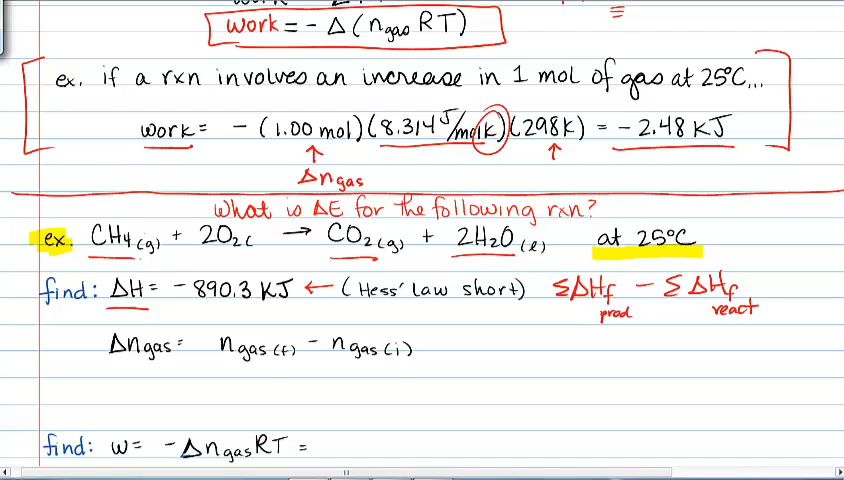 work = - Δ (ngas RT)
ex. if a rxn involves an increase in 1 mol of gas at 25°C...
work = - (1.00 mol)(8.314 J/molk)(298K) = - 2.48 KJ
Δngas
What is ΔE for the following rxn?
ex. CH4(g) + 2O2( → CO2(g) + 2H2O(l) at 25°C
find: ΔH = - 890.3 KJ ← (Hess' Law short) ΣΔHf prod - ΣΔHf react
Δngas = ngas(f) - ngas(i)
find: w = - ΔngasRT =